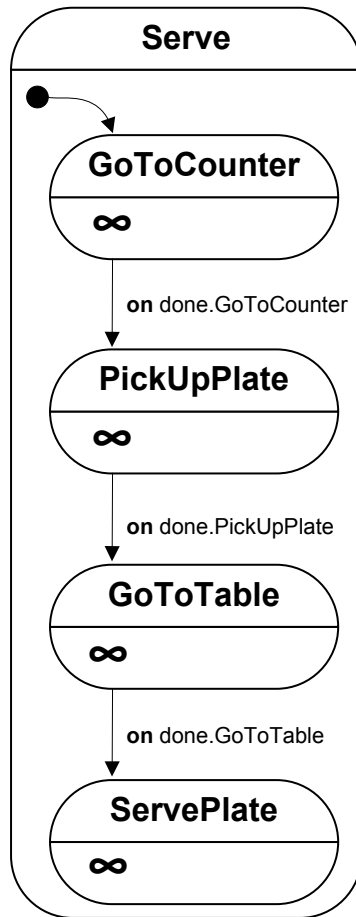 Serve
GoToCounter
∞
on done.GoToCounter
PickUpPlate
∞
on done.PickUpPlate
GoToTable
∞
on done.GoToTable
ServePlate
∞